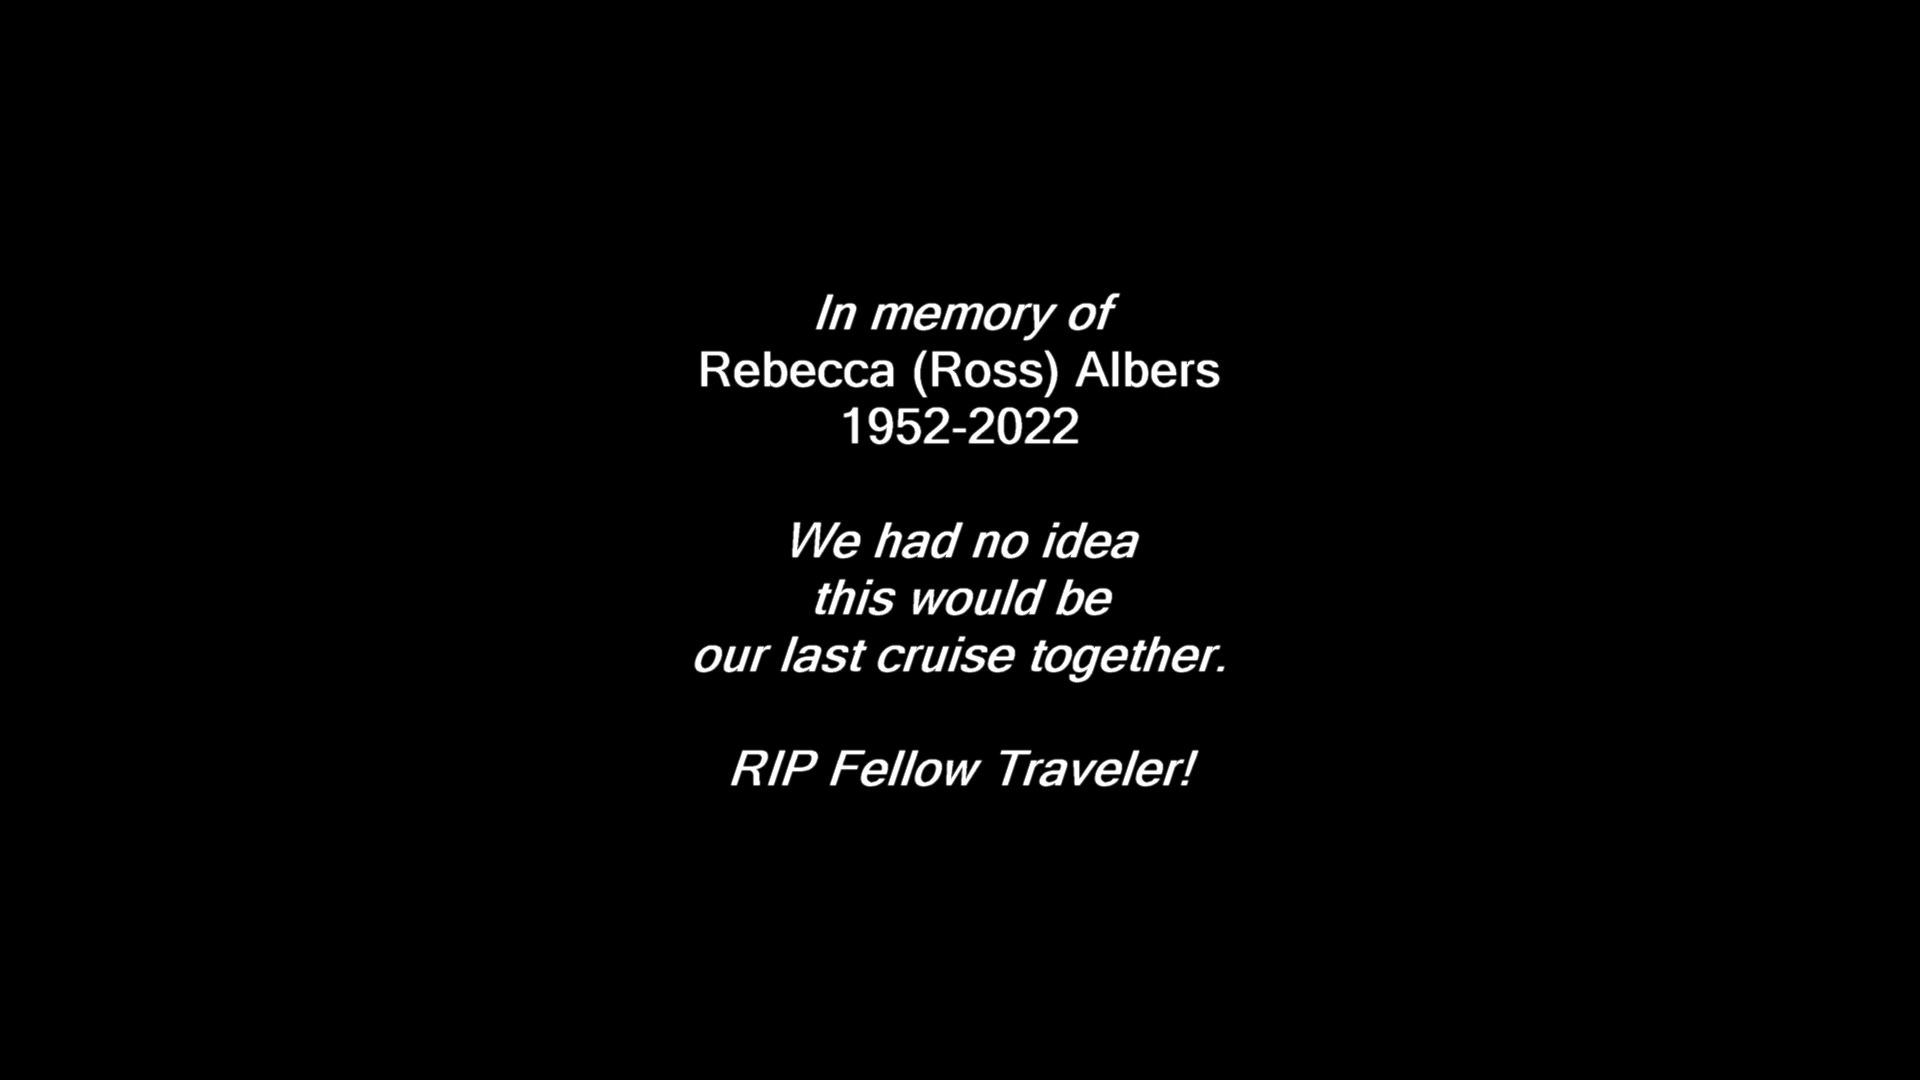 In memory of
Rebecca (Ross) Albers
1952-2022
We had no idea
this would be
our last cruise together.
RIP Fellow Traveler!